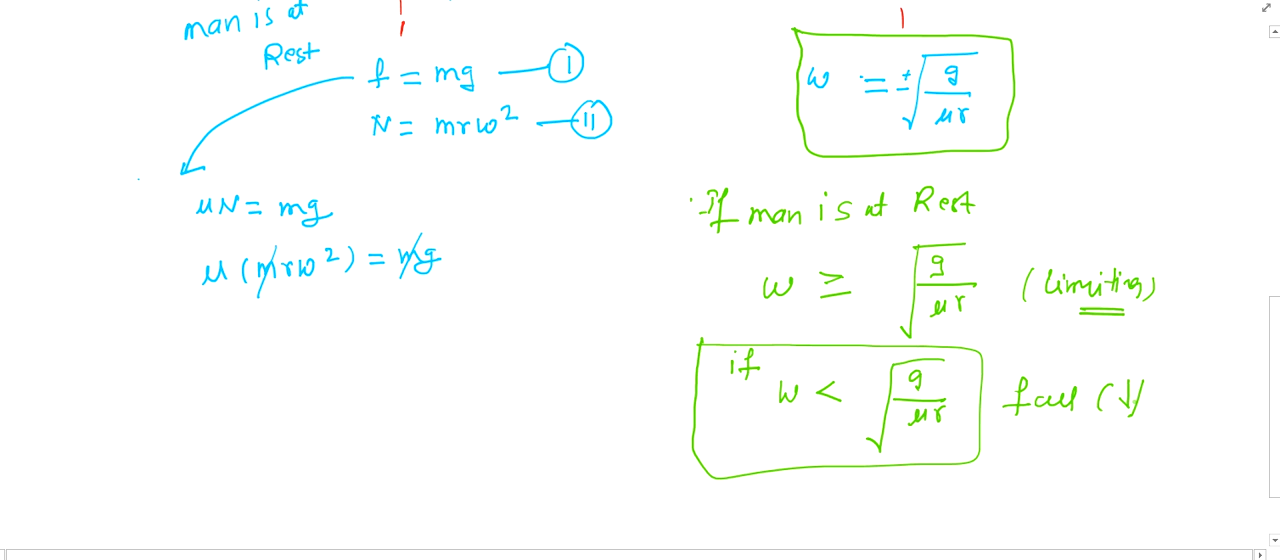 man is at
Rest
f = mg — I
N = mrω² — II
μN = mg
μ(mrω²) = mg
ω = ±√(g/μr)
If man is at Rest
ω ≥ √(g/μr) (limiting)
if
ω < √(g/μr) fall (↓)